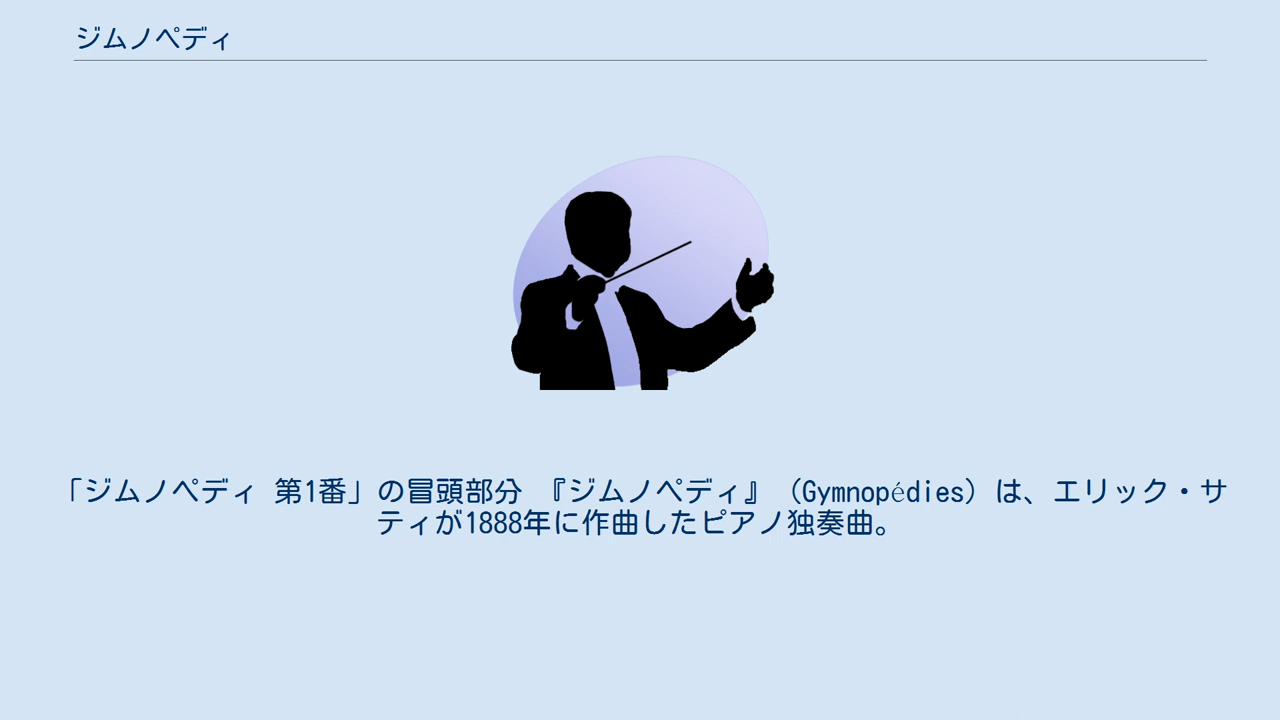 ジムノペディ
「ジムノペディ 第1番」の冒頭部分 『ジムノペディ』（Gymnopédies）は、エリック・サ
ティが1888年に作曲したピアノ独奏曲。